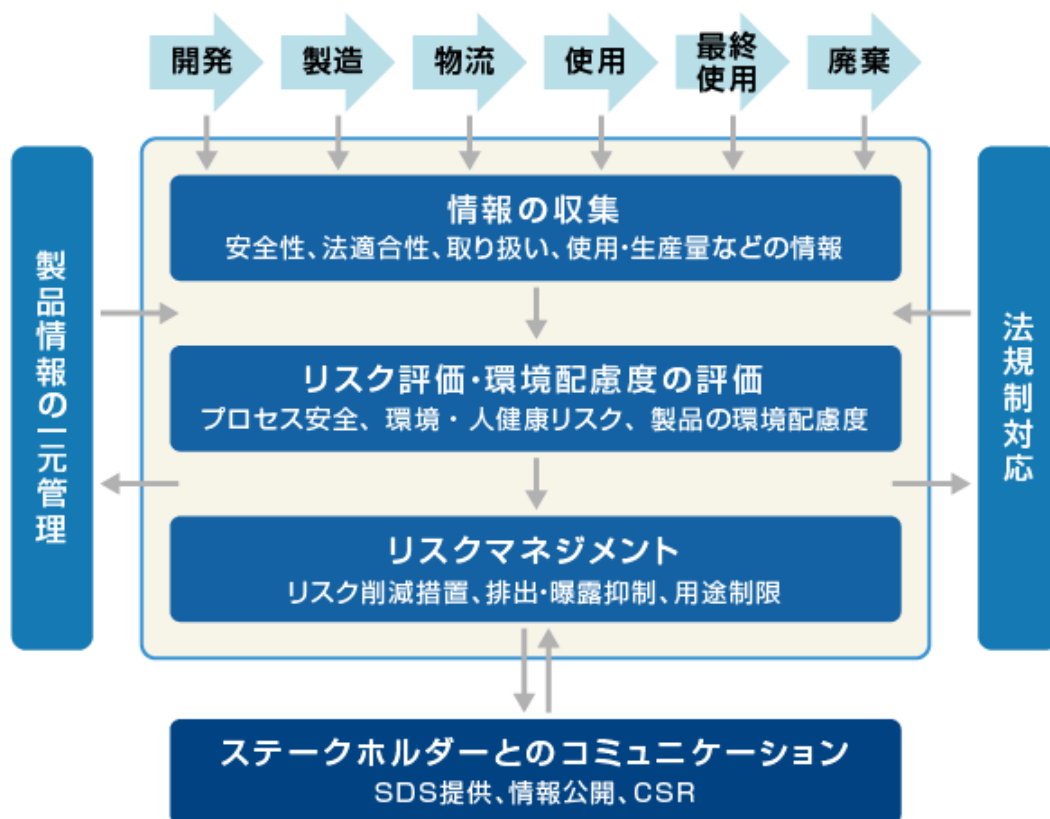 開発
製造
物流
使用
最終
使用
廃棄
製品情報の一元管理
情報の収集
安全性、法適合性、取り扱い、使用・生産量などの情報
リスク評価・環境配慮度の評価
プロセス安全、環境・人健康リスク、製品の環境配慮度
リスクマネジメント
リスク削減措置、排出・曝露抑制、用途制限
法規制対応
ステークホルダーとのコミュニケーション
SDS提供、情報公開、CSR